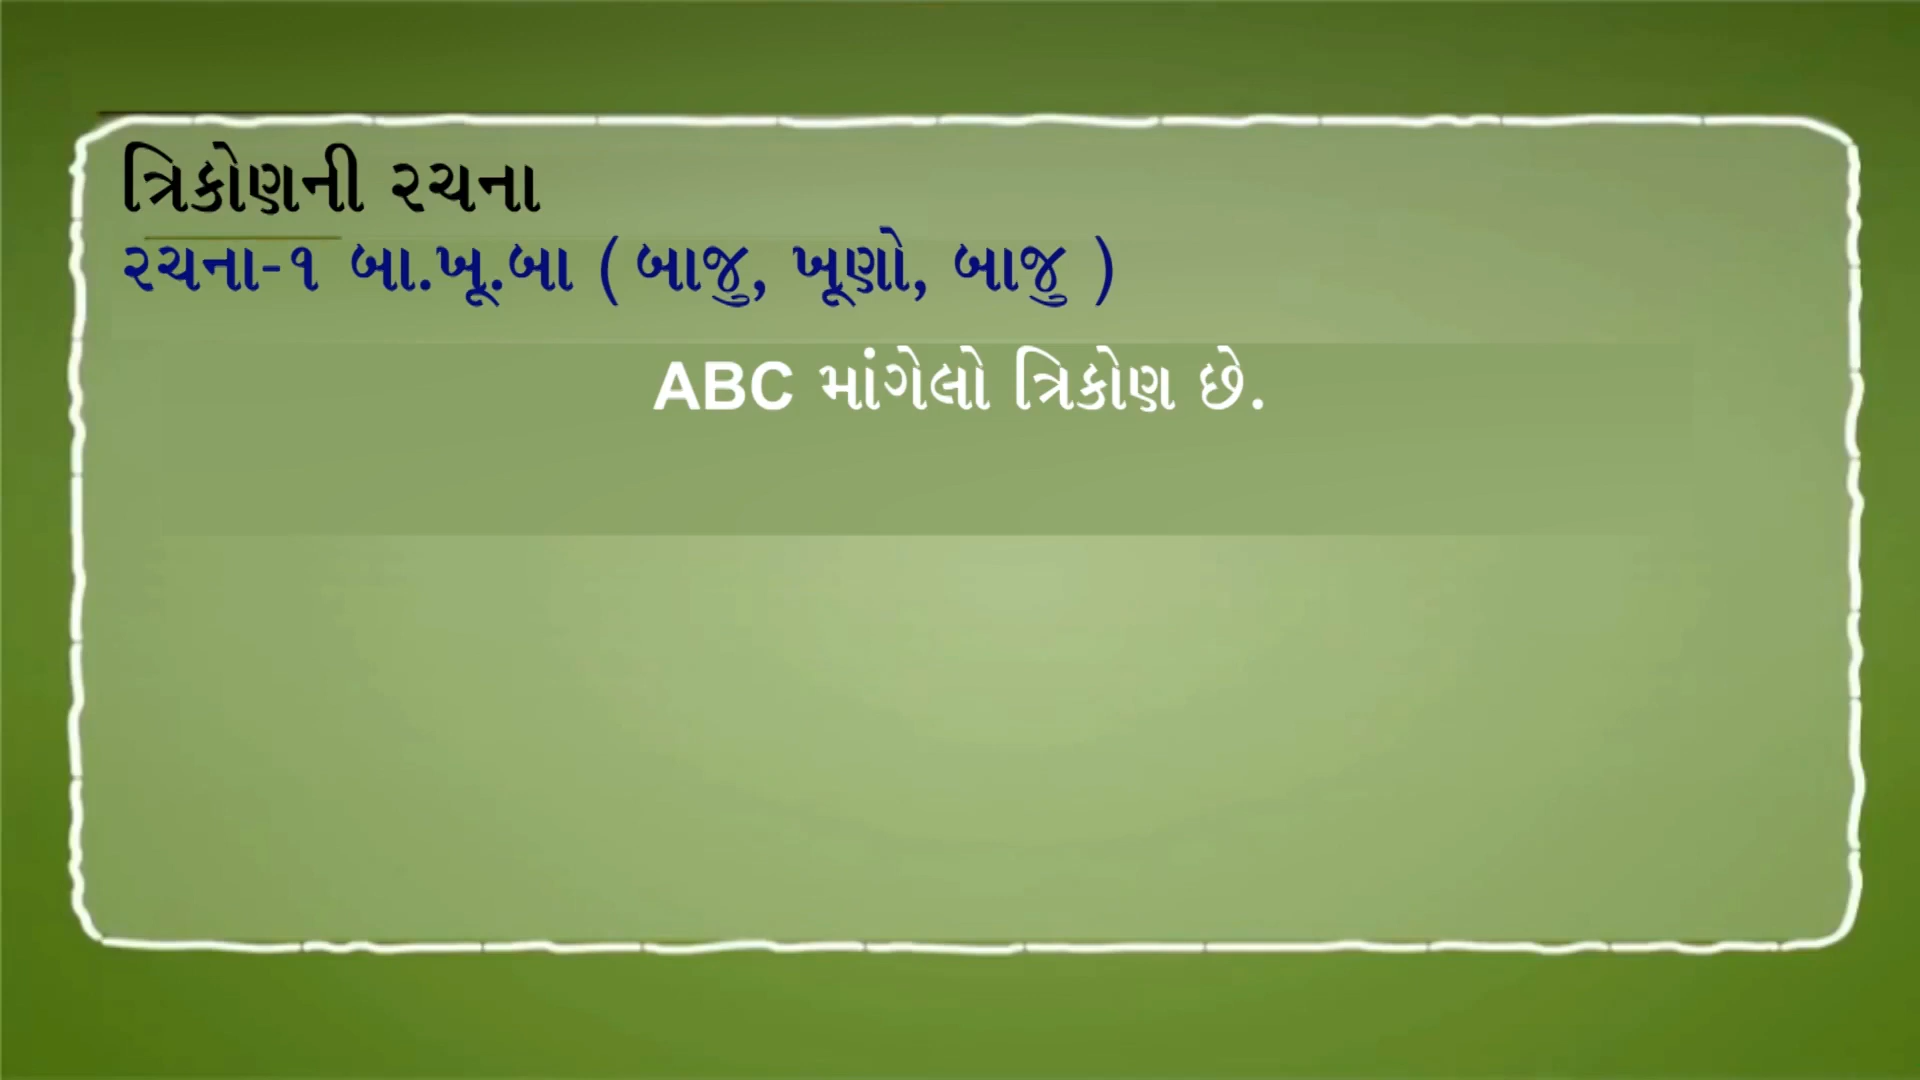 ત્રિકોણની રચના
રચના-૧ બા.ખૂ.બા ( બાજુ, ખૂણો, બાજુ )
ABC માંગેલો ત્રિકોણ છે.